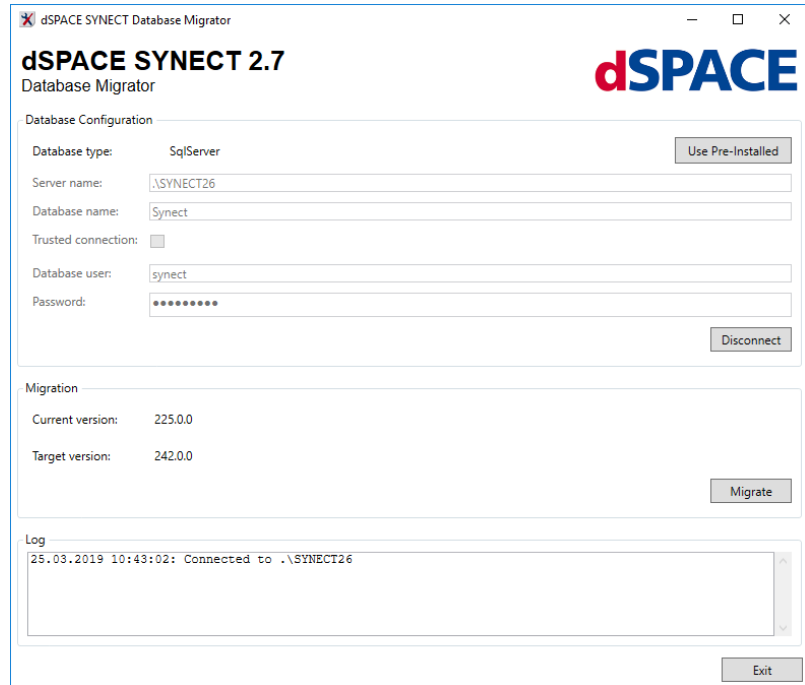 dSPACE SYNECT Database Migrator
dSPACE SYNECT 2.7
Database Migrator
dSPACE
Database Configuration
Database type: SqlServer Use Pre-Installed
Server name: .\SYNECT26
Database name: Synect
Trusted connection:
Database user: synect
Password: ●●●●●●●●●
Disconnect
Migration
Current version: 225.0.0
Target version: 242.0.0
Migrate
Log
25.03.2019 10:43:02: Connected to .\SYNECT26
Exit